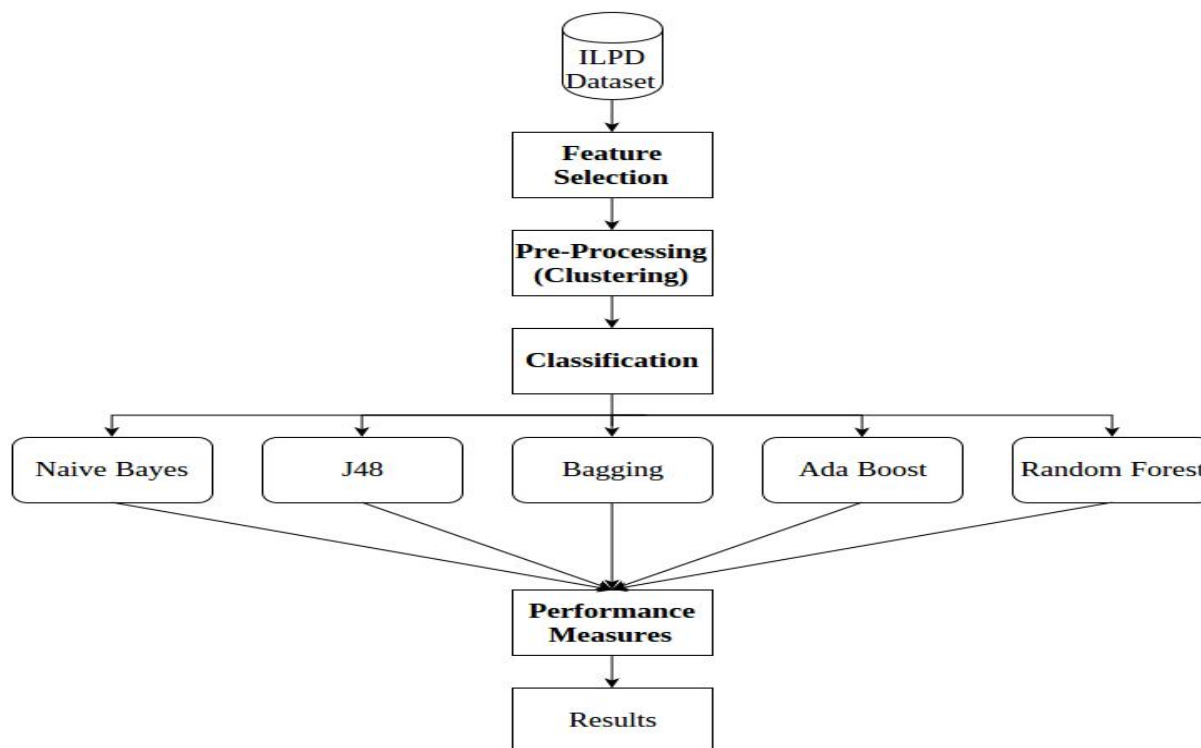 ILPD
Dataset
Feature
Selection
Pre-Processing
(Clustering)
Classification
Naive Bayes
J48
Bagging
Ada Boost
Random Forest
Performance
Measures
Results